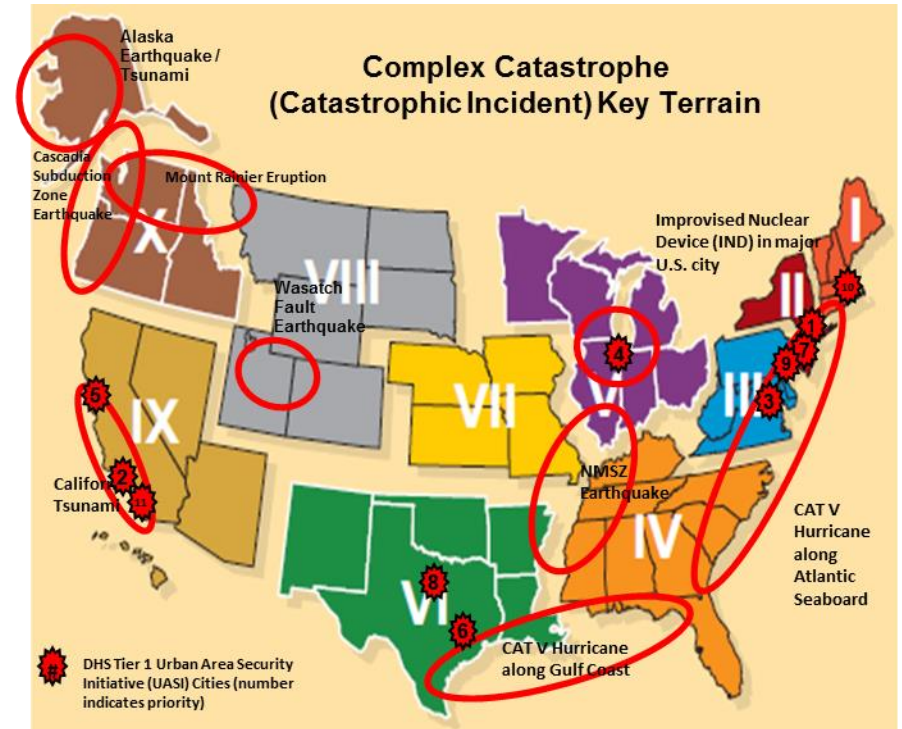 Complex Catastrophe
(Catastrophic Incident) Key Terrain
Alaska
Earthquake /
Tsunami
Cascadia
Subduction
Zone
Earthquake
Mount Rainier Eruption
X
VIII
Wasatch
Fault
Earthquake
Improvised Nuclear
Device (IND) in major
U.S. city
I
II
10
1
7
9
III
3
4
V
VII
IX
5
2
11
Californ
Tsunami
NMSZ
Earthquake
IV
CAT V
Hurricane
along
Atlantic
Seaboard
8
VI
6
CAT V Hurricane
along Gulf Coast
#
DHS Tier 1 Urban Area Security
Initiative (UASI) Cities (number
indicates priority)